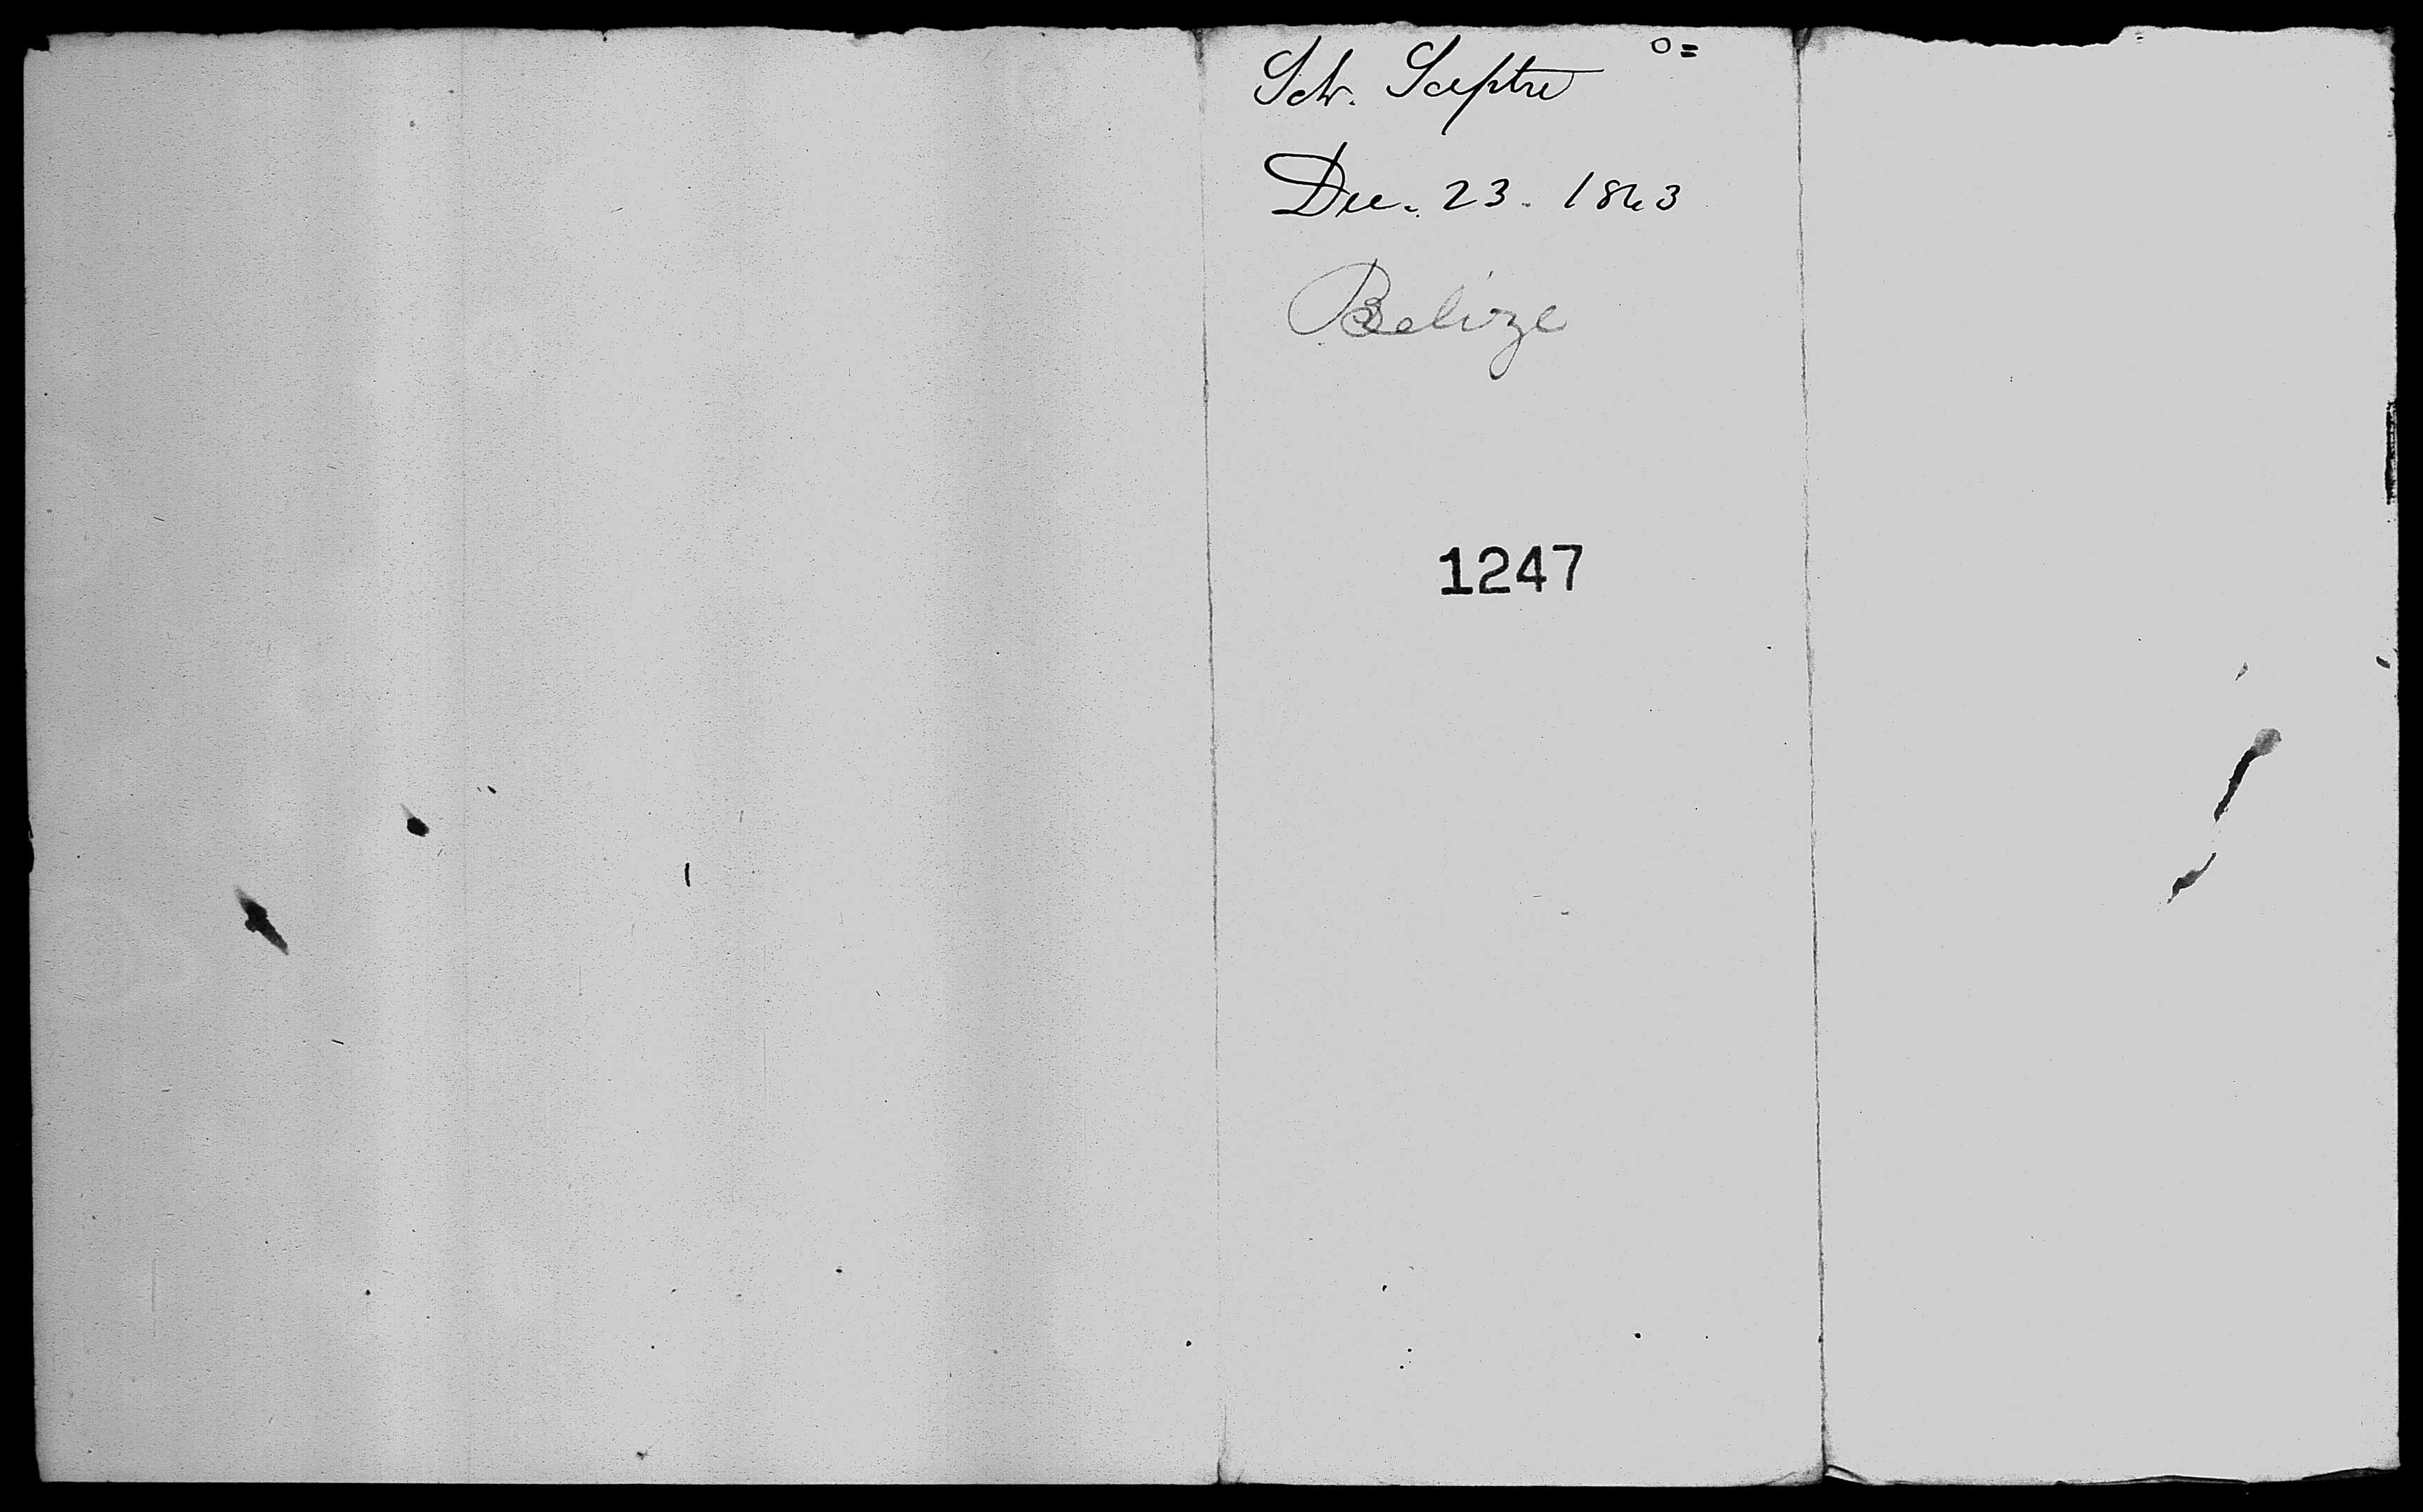 Sch. Sceptre o=
Dec. 23. 1863
Belize
1247